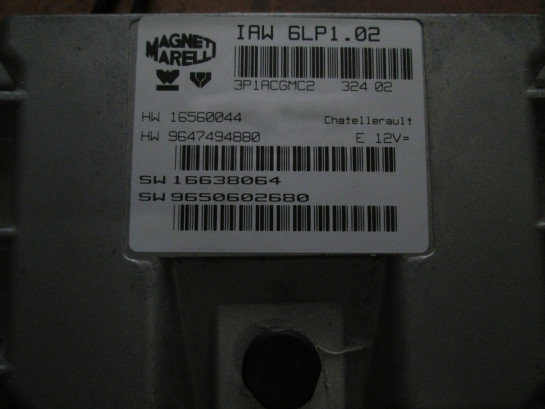 MAGNETI MARELLI
IAW 6LP1.02
3P1ACGMC2 324 02
HW 16560044 Chatellerault
HW 9647494880 E 12V=
SW 16638064
SW 9650602680